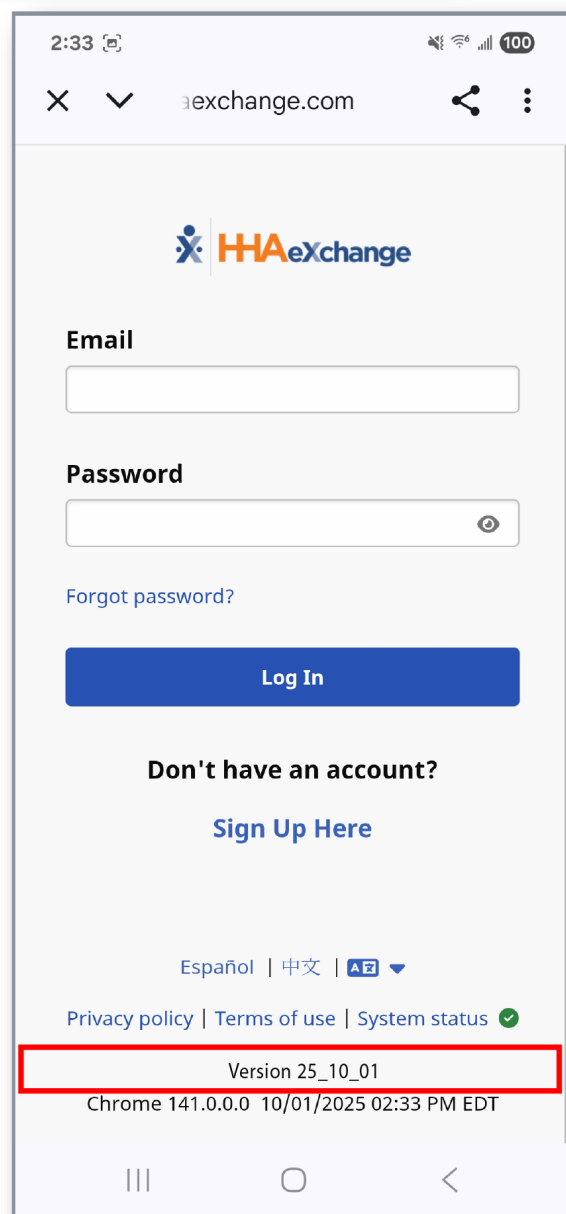 2:33 100
aexchange.com
HHAeXchange
Email
Password
Forgot password?
Log In
Don't have an account?
Sign Up Here
Español | 中文 | A
Privacy policy | Terms of use | System status
Version 25_10_01
Chrome 141.0.0.0 10/01/2025 02:33 PM EDT